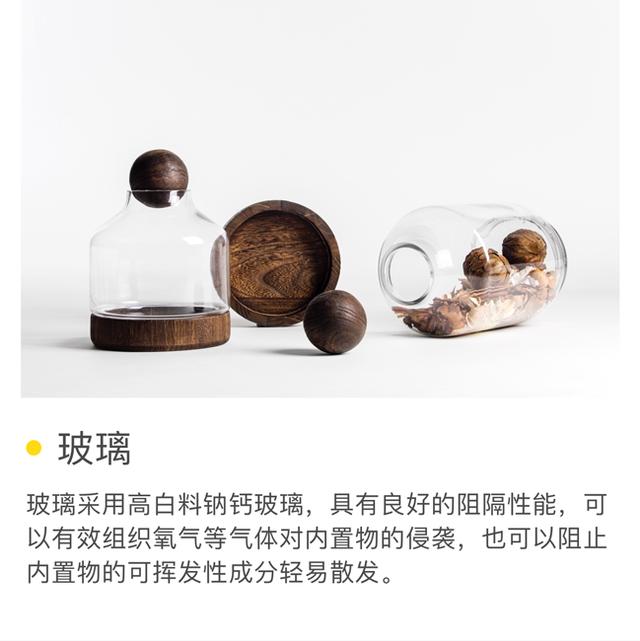 玻璃
玻璃采用高白料钠钙玻璃，具有良好的阻隔性能，可
以有效组织氧气等气体对内置物的侵袭，也可以阻止
内置物的可挥发性成分轻易散发。